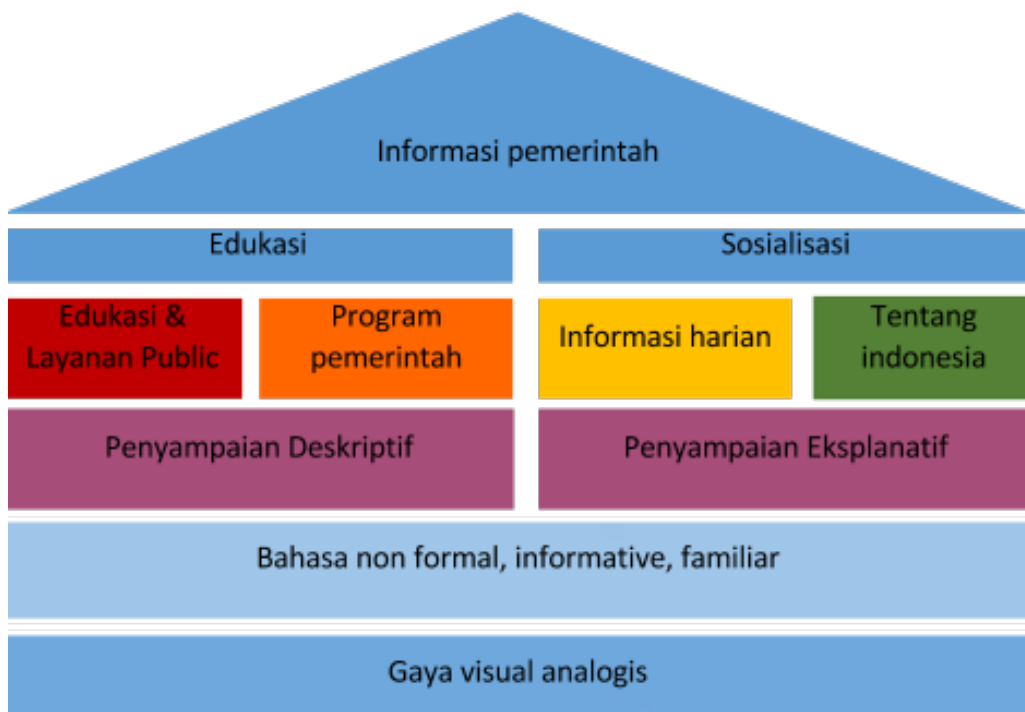 Informasi pemerintah
Edukasi
Sosialisasi
Edukasi &
Layanan Public
Program
pemerintah
Informasi harian
Tentang
indonesia
Penyampaian Deskriptif
Penyampaian Eksplanatif
Bahasa non formal, informative, familiar
Gaya visual analogis